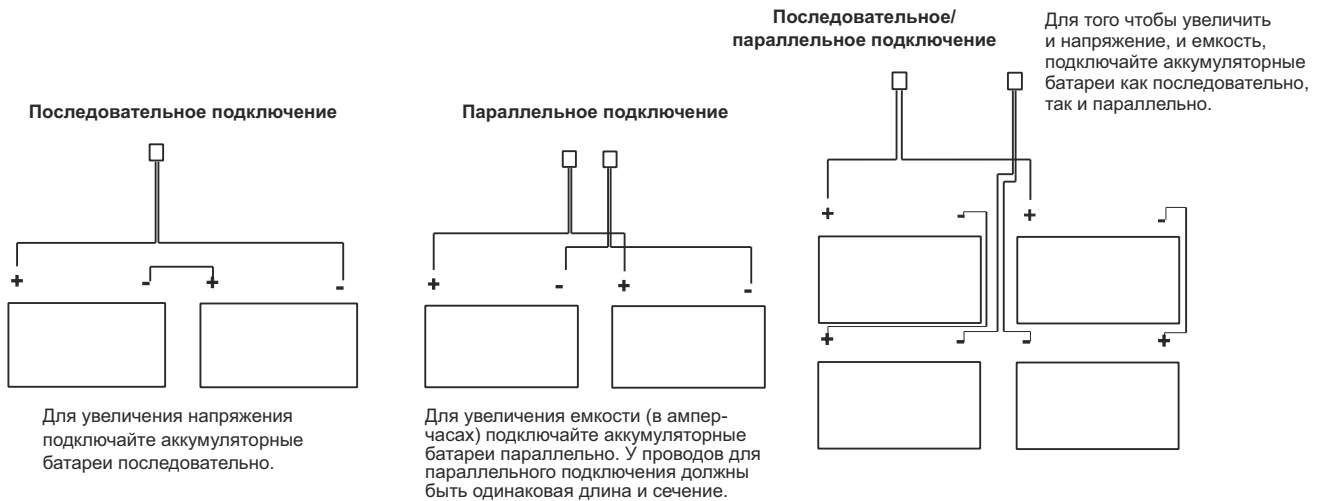 Последовательное/
параллельное подключение
Для того чтобы увеличить
и напряжение, и емкость,
подключайте аккумуляторные
батареи как последовательно,
так и параллельно.
Последовательное подключение
Параллельное подключение
+ - + -
+ - + -
+ - + -
+ - - +
Для увеличения напряжения
подключайте аккумуляторные
батареи последовательно.
Для увеличения емкости (в ампер-
часах) подключайте аккумуляторные
батареи параллельно. У проводов для
параллельного подключения должны
быть одинаковая длина и сечение.